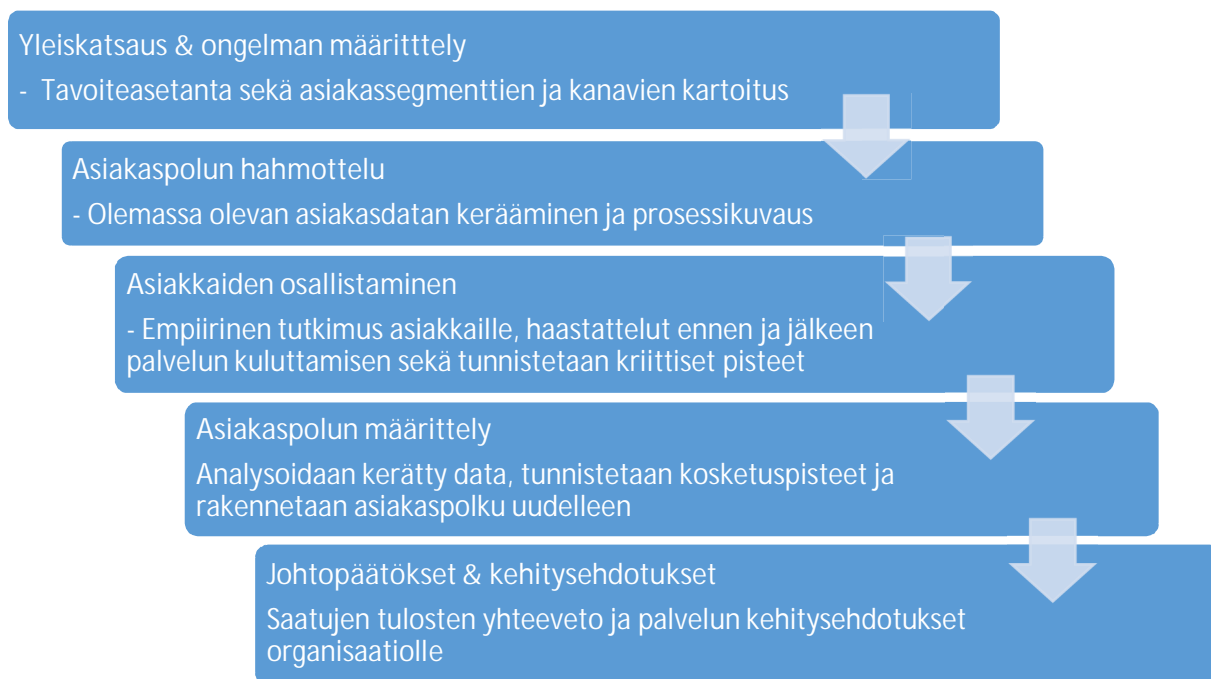 Yleiskatsaus & ongelman määritttely
- Tavoiteasetanta sekä asiakassegmenttien ja kanavien kartoitus
Asiakaspolun hahmottelu
- Olemassa olevan asiakasdatan kerääminen ja prosessikuvaus
Asiakkaiden osallistaminen
- Empiirinen tutkimus asiakkaille, haastattelut ennen ja jälkeen
palvelun kuluttamisen sekä tunnistetaan kriittiset pisteet
Asiakaspolun määrittely
Analysoidaan kerätty data, tunnistetaan kosketuspisteet ja
rakennetaan asiakaspolku uudelleen
Johtopäätökset & kehitysehdotukset
Saatujen tulosten yhteeveto ja palvelun kehitysehdotukset
organisaatiolle